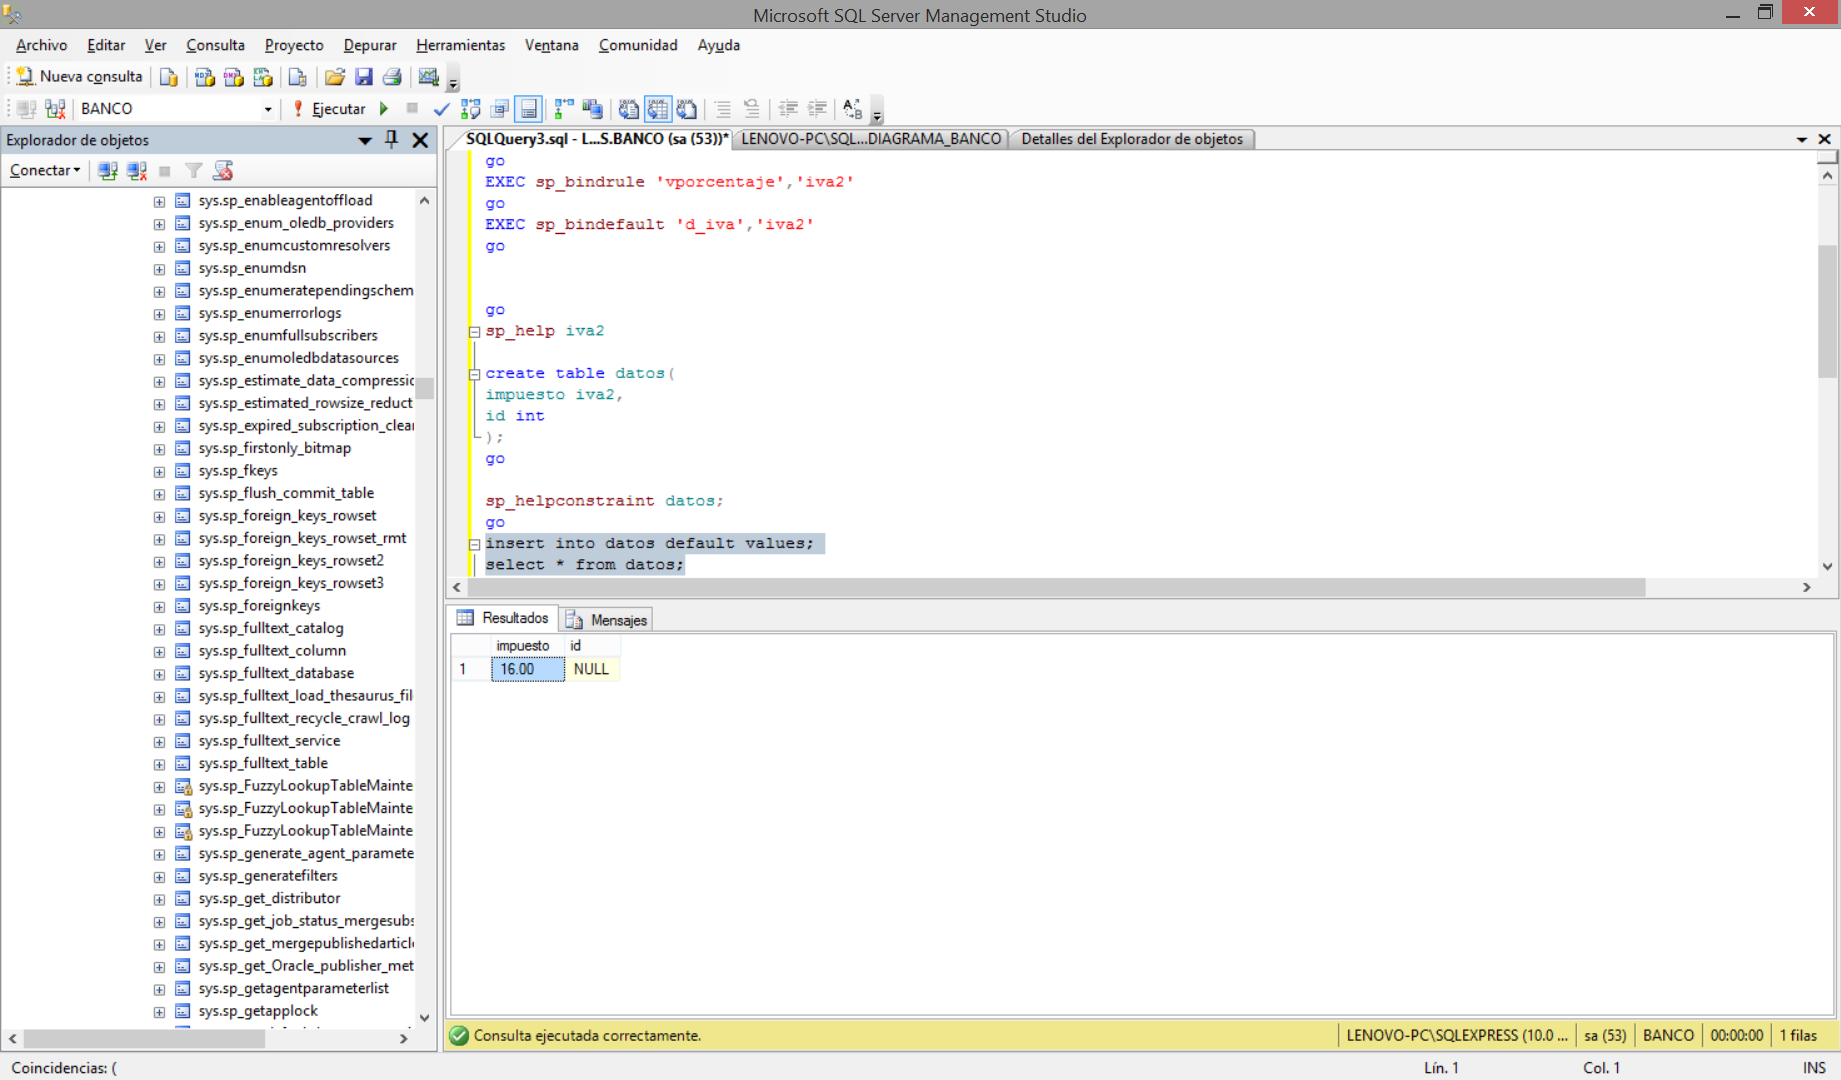 Microsoft SQL Server Management Studio
Archivo Editar Ver Consulta Proyecto Depurar Herramientas Ventana Comunidad Ayuda
Nueva consulta
BANCO Ejecutar
Explorador de objetos
SQLQuery3.sql - L...S.BANCO (sa (53))* LENOVO-PC\SQL...DIAGRAMA_BANCO Detalles del Explorador de objetos
Conectar
sys.sp_enableagentoffload
sys.sp_enum_oledb_providers
sys.sp_enumcustomresolvers
sys.sp_enumdsn
sys.sp_enumeratependingschem
sys.sp_enumerrorlogs
sys.sp_enumfullsubscribers
sys.sp_enumoledbdatasources
sys.sp_estimate_data_compressic
sys.sp_estimated_rowsize_reduct
sys.sp_expired_subscription_clear
sys.sp_firstonly_bitmap
sys.sp_fkeys
sys.sp_flush_commit_table
sys.sp_foreign_keys_rowset
sys.sp_foreign_keys_rowset_rmt
sys.sp_foreign_keys_rowset2
sys.sp_foreign_keys_rowset3
sys.sp_foreignkeys
sys.sp_fulltext_catalog
sys.sp_fulltext_column
sys.sp_fulltext_database
sys.sp_fulltext_load_thesaurus_fil
sys.sp_fulltext_recycle_crawl_log
sys.sp_fulltext_service
sys.sp_fulltext_table
sys.sp_FuzzyLookupTableMainte
sys.sp_FuzzyLookupTableMainte
sys.sp_FuzzyLookupTableMainte
sys.sp_generate_agent_paramete
sys.sp_generatefilters
sys.sp_get_distributor
sys.sp_get_job_status_mergesubs
sys.sp_get_mergepublishedarticle
sys.sp_get_Oracle_publisher_met
sys.sp_getagentparameterlist
sys.sp_getapplock
go
EXEC sp_bindrule 'vporcentaje','iva2'
go
EXEC sp_bindefault 'd_iva','iva2'
go
go
sp_help iva2
create table datos(
impuesto iva2,
id int
);
go
sp_helpconstraint datos;
go
insert into datos default values;
select * from datos;
Resultados Mensajes
impuesto id
1 16.00 NULL
Consulta ejecutada correctamente. LENOVO-PC\SQLEXPRESS (10.0 ... sa (53) BANCO 00:00:00 1 filas
Coincidencias: ( Lín. 1 Col. 1 INS